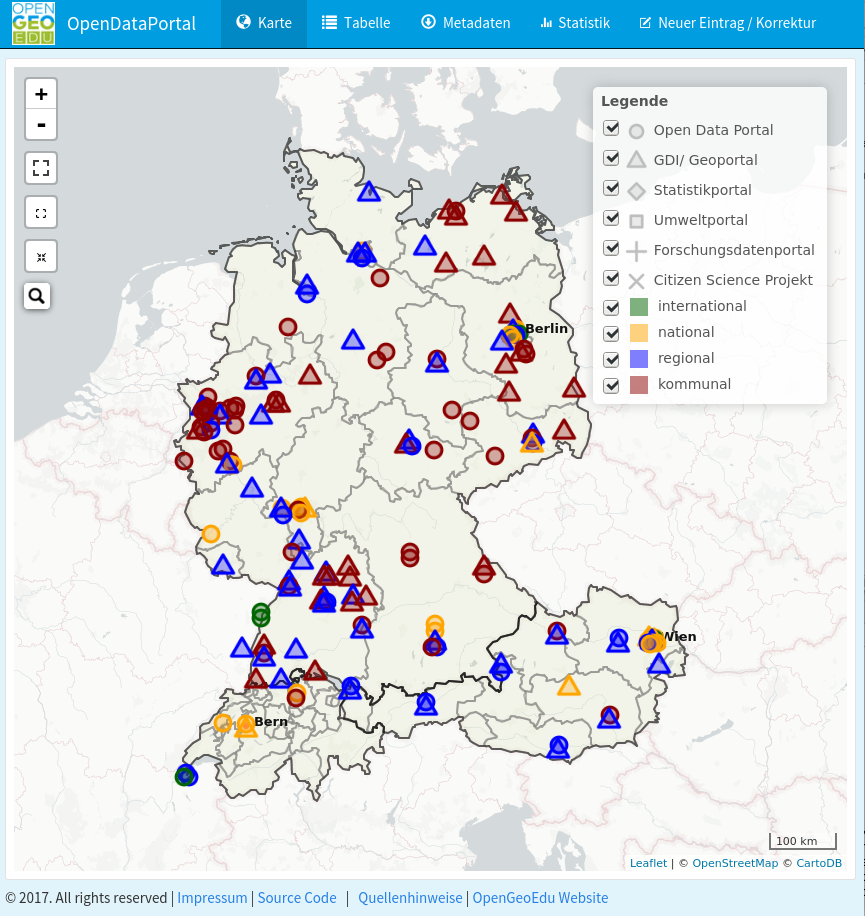 OPEN
GEO
EDU
OpenDataPortal
Karte
Tabelle
Metadaten
Statistik
Neuer Eintrag / Korrektur
+
-
Legende
Open Data Portal
GDI/ Geoportal
Statistikportal
Umweltportal
Forschungsdatenportal
Citizen Science Projekt
international
national
regional
kommunal
Berlin
Wien
Bern
100 km
Leaflet | © OpenStreetMap © CartoDB
© 2017. All rights reserved | Impressum | Source Code | Quellenhinweise | OpenGeoEdu Website